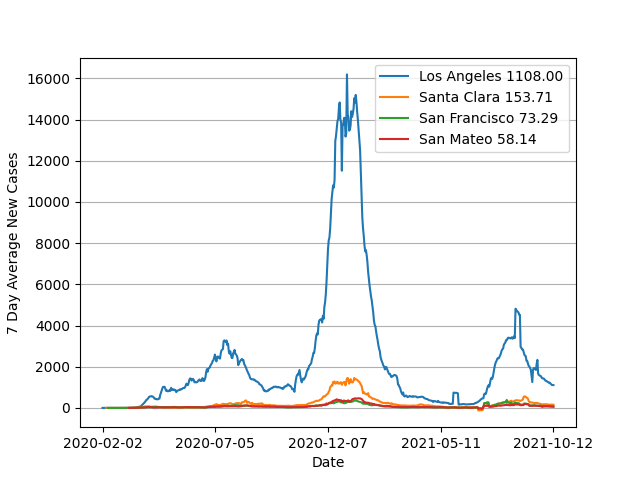 16000
14000
12000
10000
8000
6000
4000
2000
0
7 Day Average New Cases
Los Angeles 1108.00
Santa Clara 153.71
San Francisco 73.29
San Mateo 58.14
2020-02-02 2020-07-05 2020-12-07 2021-05-11 2021-10-12
Date